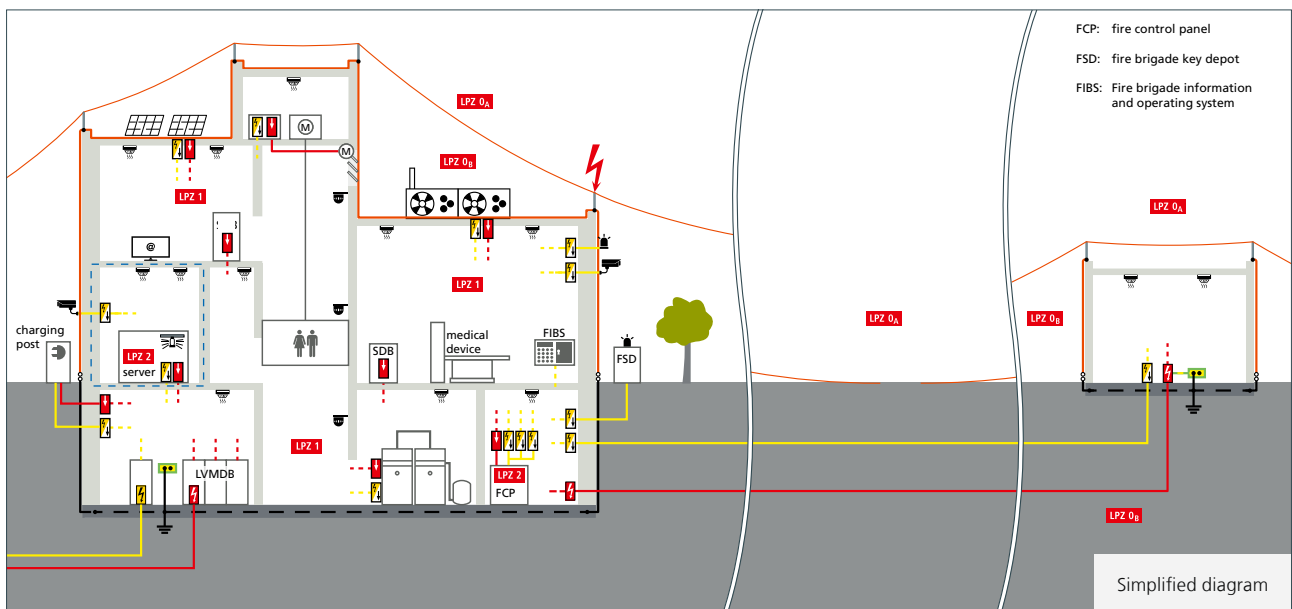 FCP: fire control panel
FSD: fire brigade key depot
FIBS: Fire brigade information
and operating system
LPZ 0A
M
M
LPZ 0B
LPZ 1
LPZ 0A
@
LPZ 1
LPZ 0A
LPZ 0B
charging
post
medical
device
FIBS
SDB
FSD
LPZ 2
server
LPZ 1
LVMDB
LPZ 2
FCP
LPZ 0B
Simplified diagram